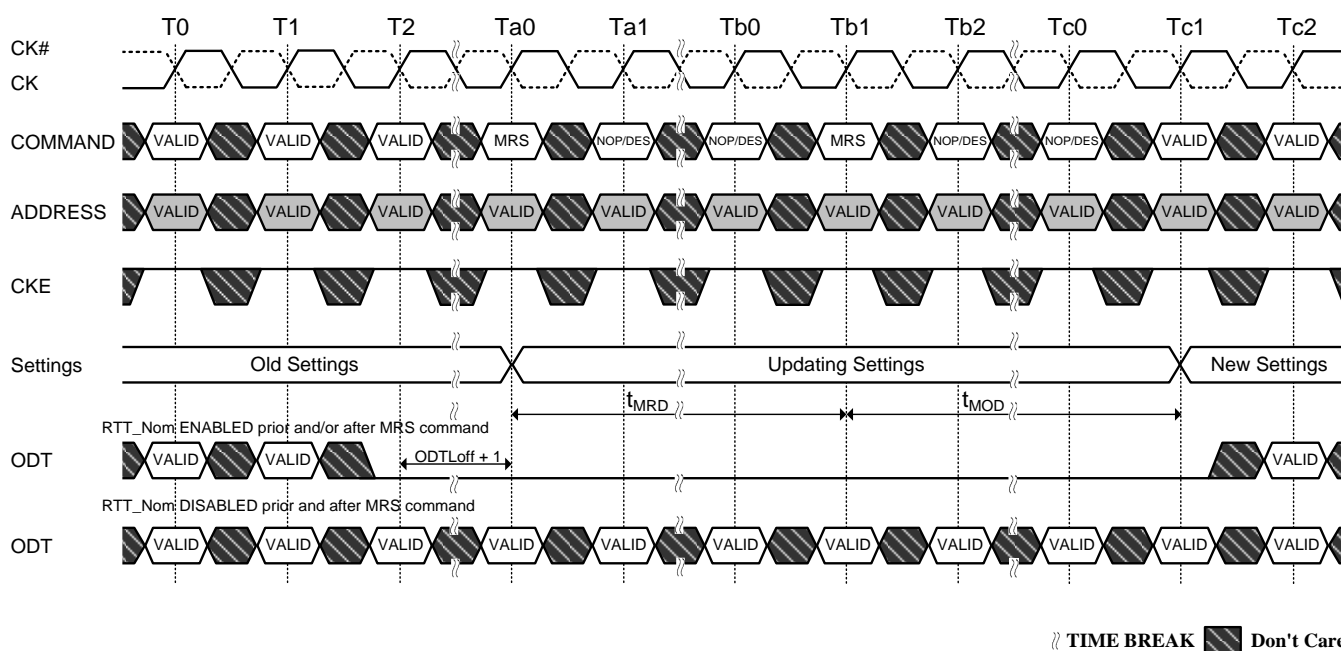 T0 T1 T2 Ta0 Ta1 Tb0 Tb1 Tb2 Tc0 Tc1 Tc2
CK#
CK
COMMAND VALID VALID VALID MRS NOP/DES NOP/DES MRS NOP/DES NOP/DES VALID VALID
ADDRESS VALID VALID VALID VALID VALID VALID VALID VALID VALID VALID VALID
CKE
Settings Old Settings Updating Settings New Settings
tMRD tMOD
RTT_Nom ENABLED prior and/or after MRS command
ODT VALID VALID ODTLoff + 1 VALID
RTT_Nom DISABLED prior and after MRS command
ODT VALID VALID VALID VALID VALID VALID VALID VALID VALID VALID VALID
TIME BREAK Don't Care